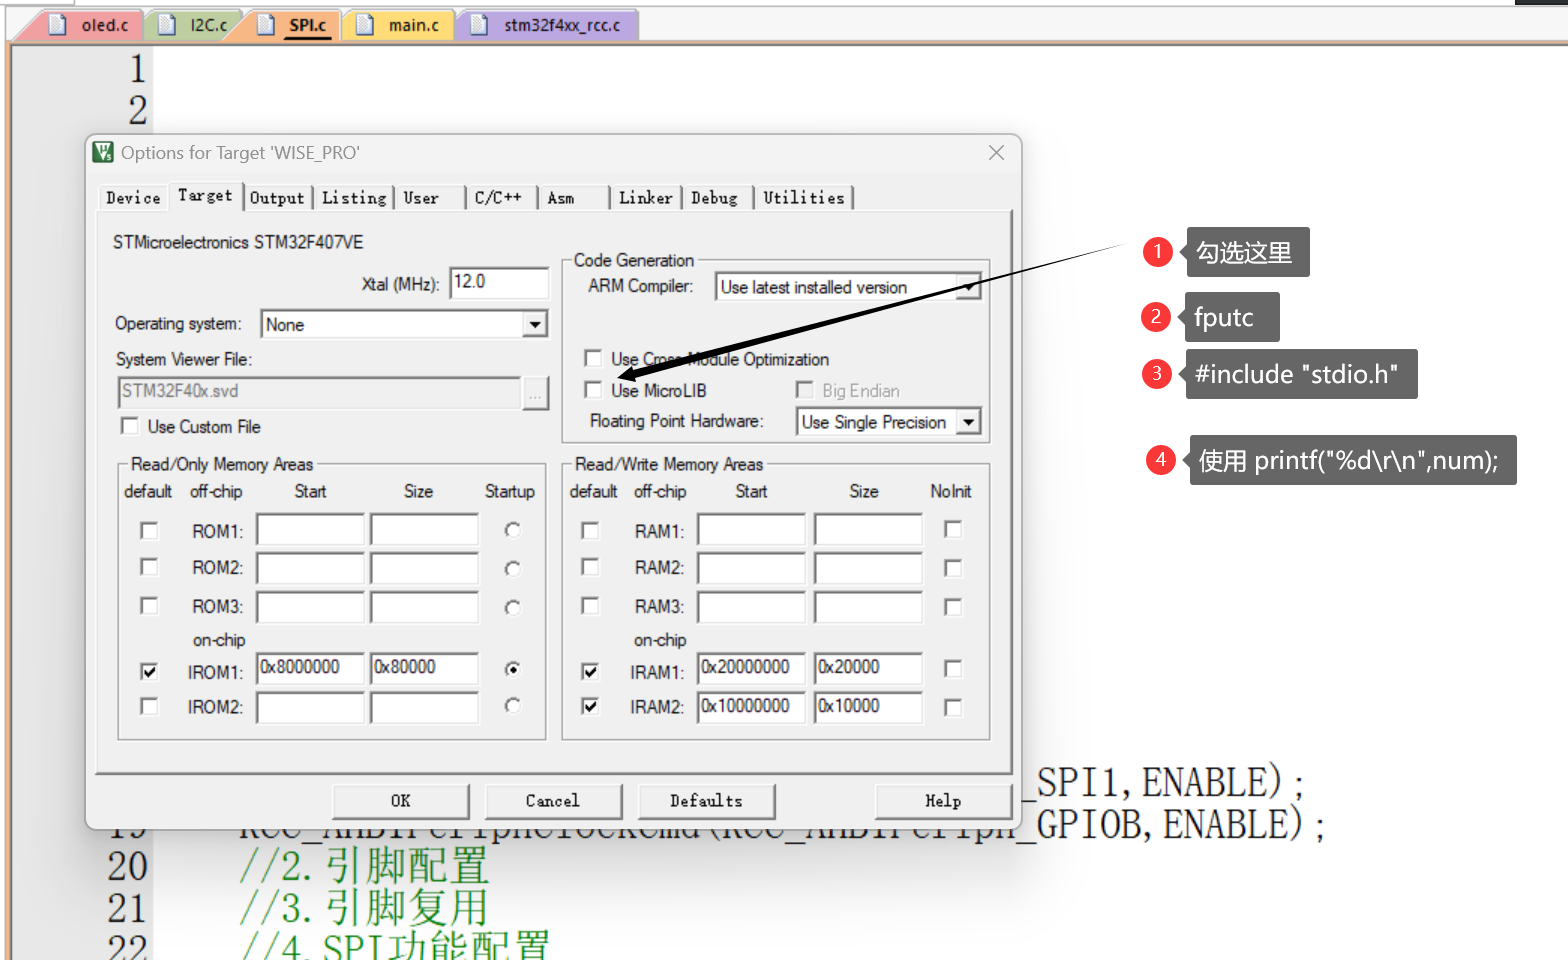 oled.c I2C.c SPI.c main.c stm32f4xx_rcc.c
1
2
Options for Target 'WISE_PRO'
Device Target Output Listing User C/C++ Asm Linker Debug Utilities
STMicroelectronics STM32F407VE
Xtal (MHz): 12.0
Operating system: None
System Viewer File:
STM32F40x.svd ...
Use Custom File
Code Generation
ARM Compiler: Use latest installed version
Use Cross-Module Optimization
Use MicroLIB Big Endian
Floating Point Hardware: Use Single Precision
Read/Only Memory Areas
default off-chip Start Size Startup
ROM1:
ROM2:
ROM3:
on-chip
IROM1: 0x8000000 0x80000
IROM2:
Read/Write Memory Areas
default off-chip Start Size NoInit
RAM1:
RAM2:
RAM3:
on-chip
IRAM1: 0x20000000 0x20000
IRAM2: 0x10000000 0x10000
OK Cancel Defaults Help
1 勾选这里
2 fputc
3 #include "stdio.h"
4 使用 printf("%d\r\n",num);
_SPI1,ENABLE);
19 RCC_AHB1PeriphClockCmd(RCC_AHB1Periph_GPIOB,ENABLE);
20 //2.引脚配置
21 //3.引脚复用
22 //4.SPI功能配置